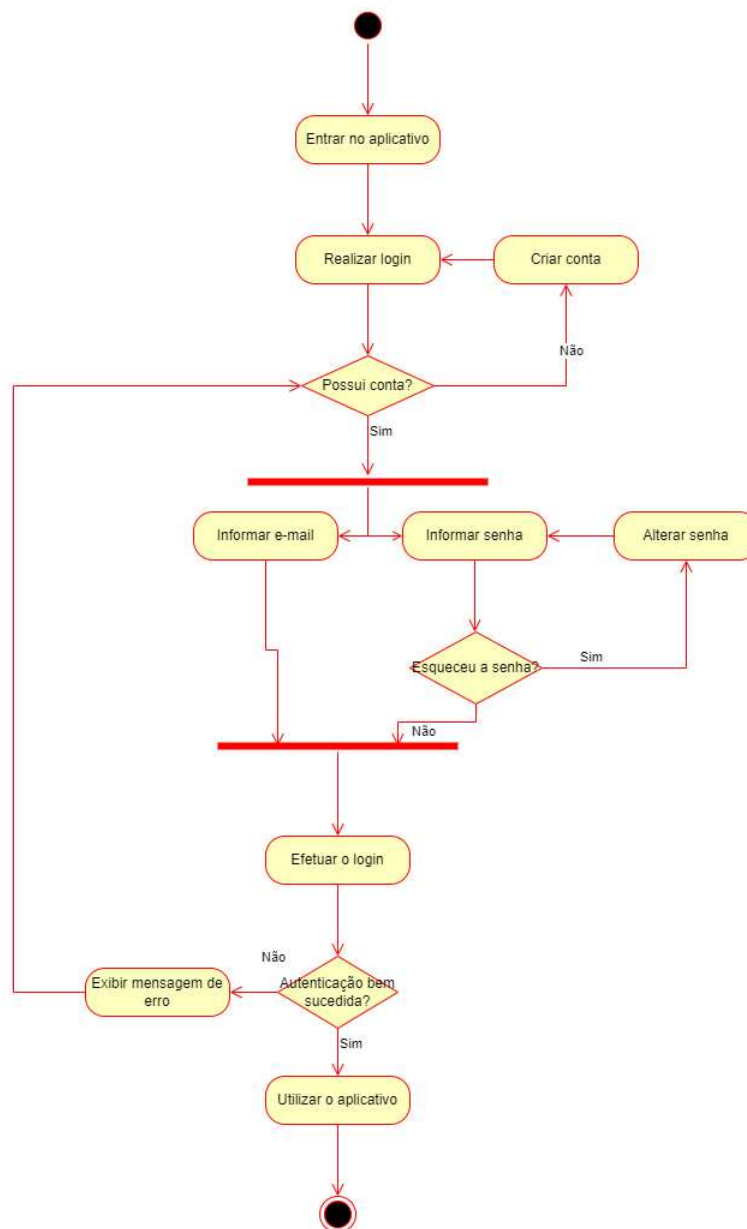 Entrar no aplicativo
Realizar login
Criar conta
Não
Possui conta?
Sim
Informar e-mail
Informar senha
Alterar senha
Esqueceu a senha?
Sim
Não
Efetuar o login
Não
Autenticação bem
sucedida?
Exibir mensagem de
erro
Sim
Utilizar o aplicativo